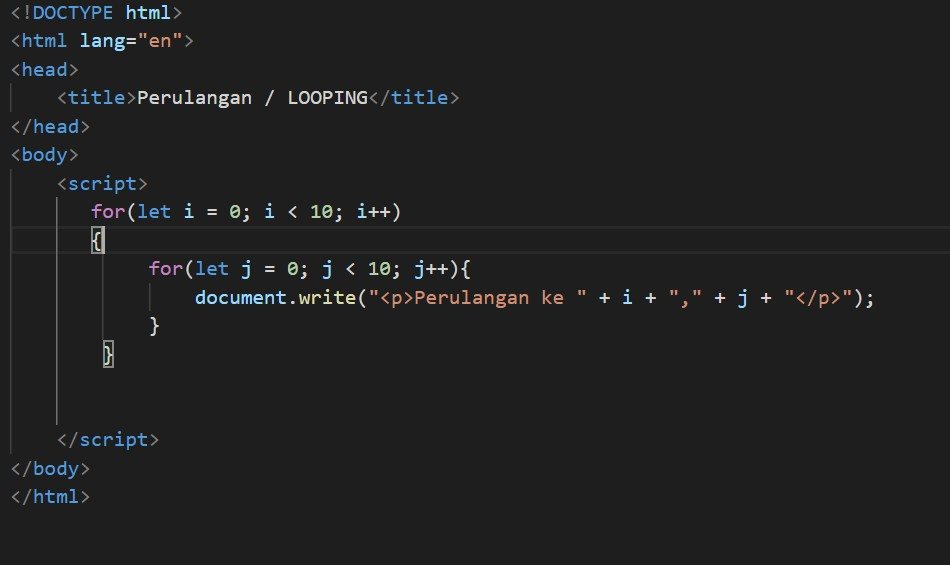 <!DOCTYPE html>
<html lang="en">
<head>
    <title>Perulangan / LOOPING</title>
</head>
<body>
    <script>
       for(let i = 0; i < 10; i++)
       {
            for(let j = 0; j < 10; j++){
                document.write("<p>Perulangan ke " + i + "," + j + "</p>");
            }
        }
    </script>
</body>
</html>